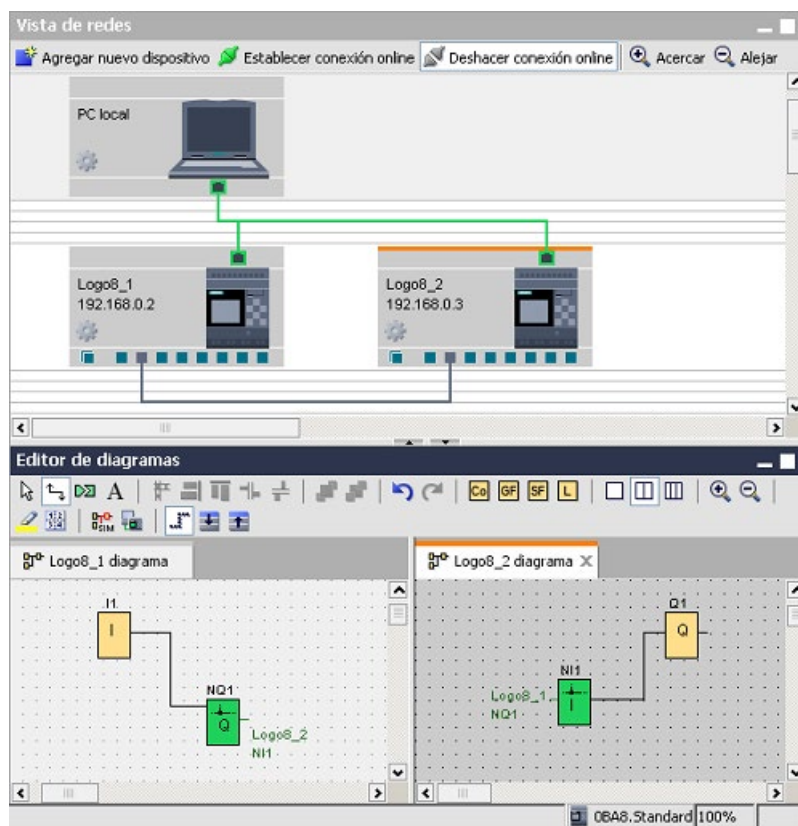 Vista de redes
Agregar nuevo dispositivo Establecer conexión online Deshacer conexión online Acercar Alejar
PC local
Logo8_1
192.168.0.2
Logo8_2
192.168.0.3
Editor de diagramas
A Co GF SF L
SIM
Logo8_1 diagrama
Logo8_2 diagrama
I1
I
NQ1
Q
Logo8_2
NI1
Q1
Q
NI1
I
Logo8_1
NQ1
0BA8.Standard 100%